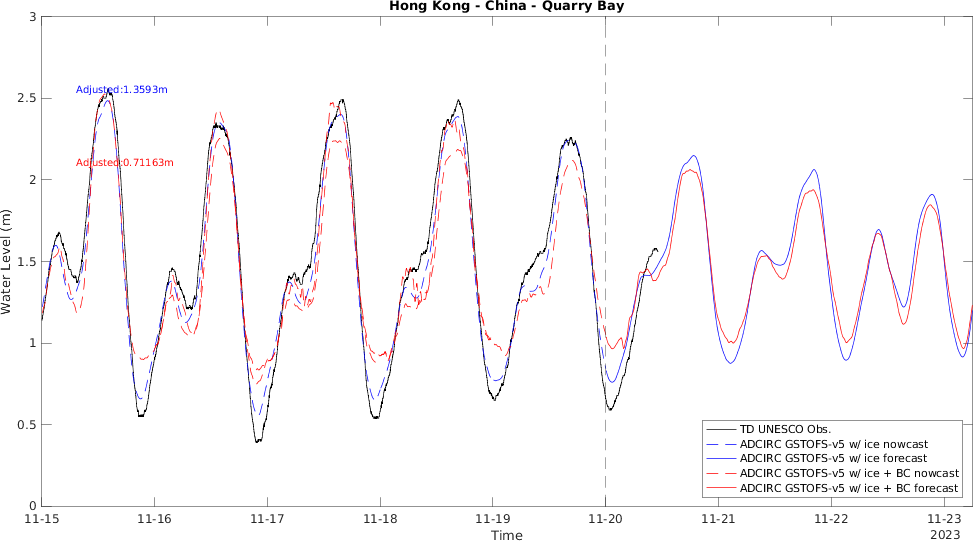 Hong Kong - China - Quarry Bay
3
2.5
2
1.5
1
0.5
0
Water Level (m)
Adjusted:1.3593m
Adjusted:0.71163m
TD UNESCO Obs.
ADCIRC GSTOFS-v5 w/ ice nowcast
ADCIRC GSTOFS-v5 w/ ice forecast
ADCIRC GSTOFS-v5 w/ ice + BC nowcast
ADCIRC GSTOFS-v5 w/ ice + BC forecast
11-15 11-16 11-17 11-18 11-19 11-20 11-21 11-22 11-23
Time
2023